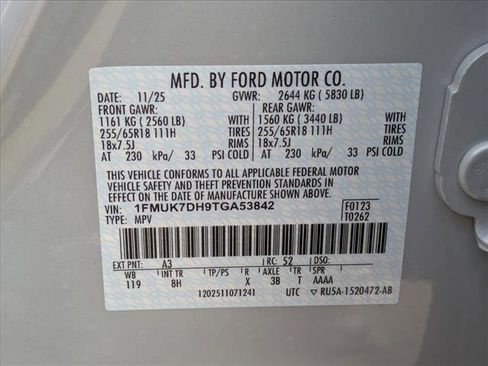 MFD. BY FORD MOTOR CO.
DATE: 11/25 GVWR: 2644 KG ( 5830 LB)
FRONT GAWR: REAR GAWR:
1161 KG ( 2560 LB) WITH 1560 KG ( 3440 LB) WITH
255/65R18 111H TIRES 255/65R18 111H TIRES
18x7.5J RIMS 18x7.5J RIMS
AT 230 kPa/ 33 PSI COLD AT 230 kPa/ 33 PSI COLD
THIS VEHICLE CONFORMS TO ALL APPLICABLE FEDERAL MOTOR
VEHICLE SAFETY AND THEFT PREVENTION STANDARDS IN
EFFECT ON THE DATE OF MANUFACTURE SHOWN ABOVE.
VIN: 1FMUK7DH9TGA53842 F0123
TYPE: MPV T0262
EXT PNT: A3 RC: 52
WB INT TR TP/PS R AXLE TR SPR
119 8H X 3B T AAAA
1202511071241 UTC ▽ RU5A-1520472-AB